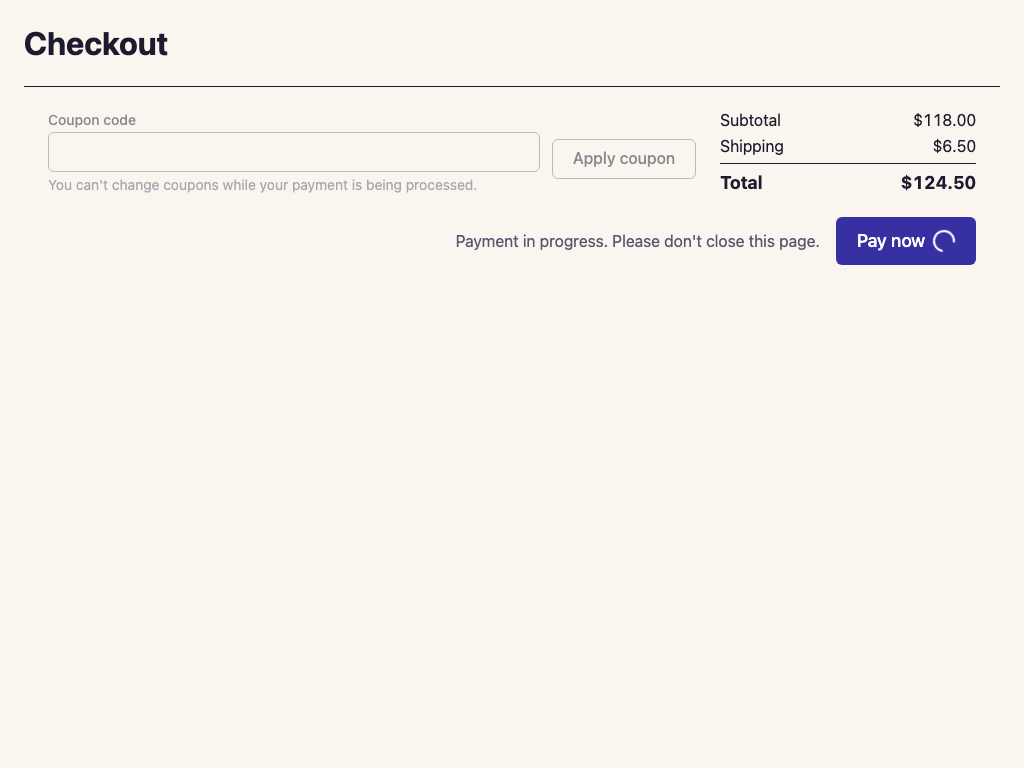 Checkout
Coupon code
Apply coupon
You can't change coupons while your payment is being processed.
Subtotal $118.00
Shipping $6.50
Total $124.50
Payment in progress. Please don't close this page.
Pay now